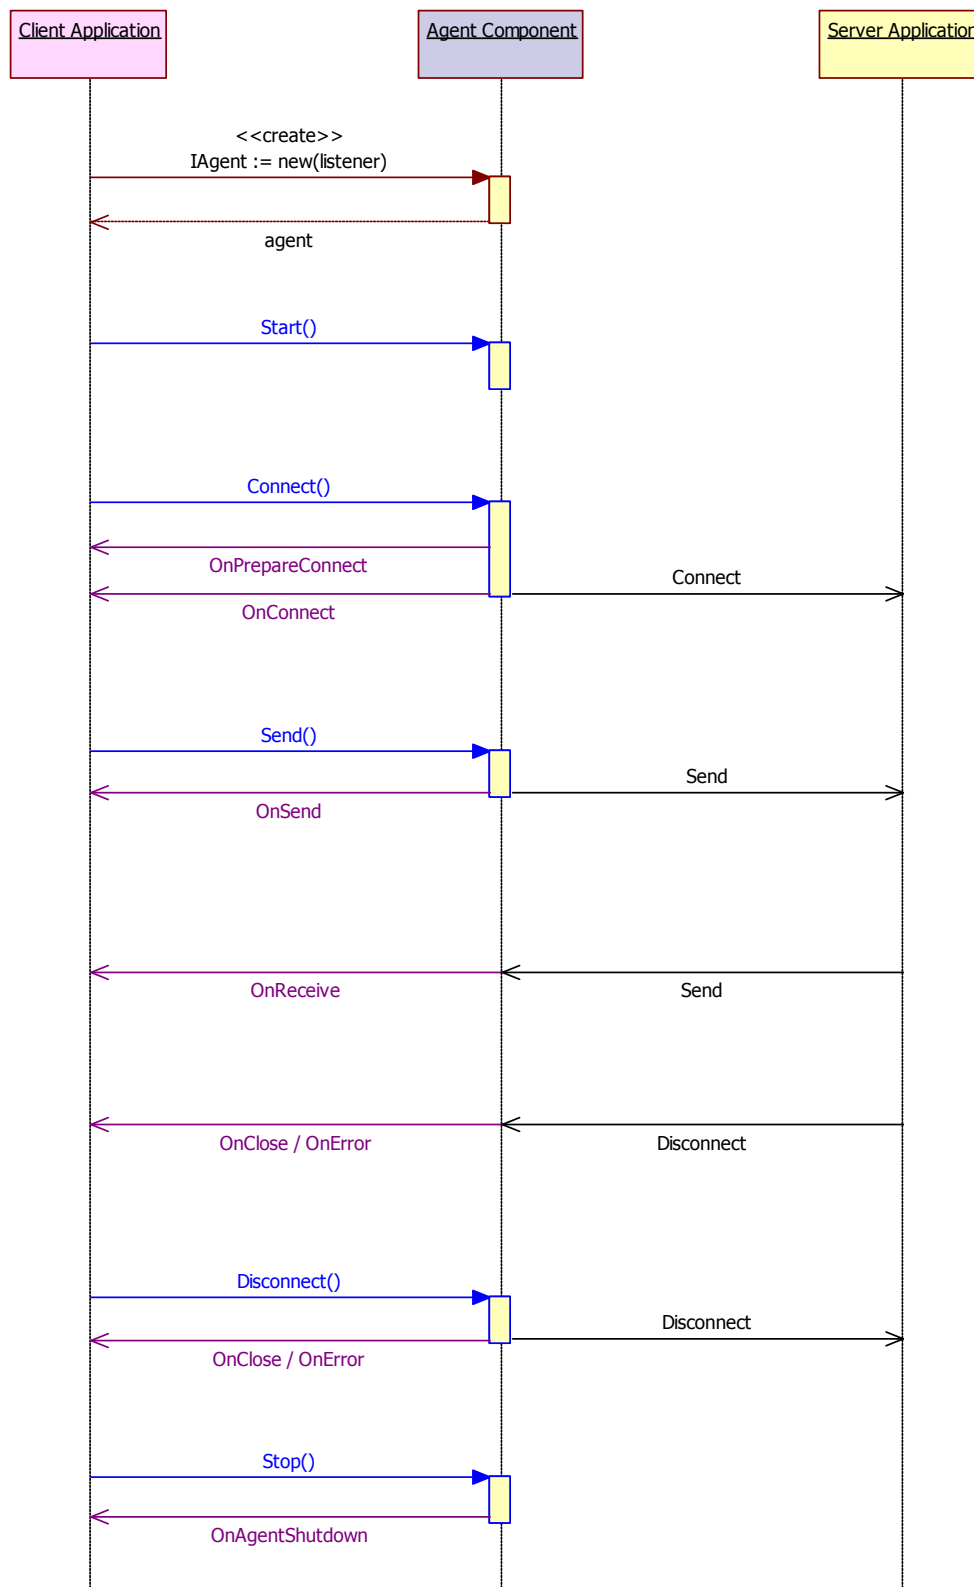 Client Application
Agent Component
Server Application
<<create>>
IAgent := new(listener)
agent
Start()
Connect()
OnPrepareConnect
Connect
OnConnect
Send()
Send
OnSend
OnReceive
Send
OnClose / OnError
Disconnect
Disconnect()
Disconnect
OnClose / OnError
Stop()
OnAgentShutdown